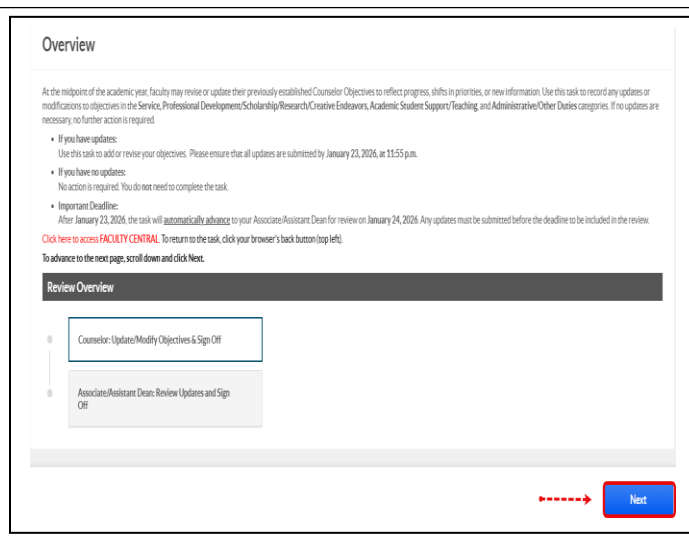 Overview
At the midpoint of the academic year, faculty may revise or update their previously established Counselor Objectives to reflect progress, shifts in priorities, or new information. Use this task to record any updates or
modifications to objectives in the Service, Professional Development/Scholarship/Research/Creative Endeavors, Academic Student Support/Teaching, and Administrative/Other Duties categories. If no updates are
necessary, no further action is required.
• If you have updates:
Use this task to add or revise your objectives. Please ensure that all updates are submitted by January 23, 2026, at 11:55 p.m.
• If you have no updates:
No action is required. You do not need to complete the task.
• Important Deadline:
After January 23, 2026, the task will automatically advance to your Associate/Assistant Dean for review on January 24, 2026. Any updates must be submitted before the deadline to be included in the review.
Click here to access FACULTY CENTRAL. To return to the task, click your browser's back button (top left).
To advance to the next page, scroll down and click Next.
Review Overview
Counselor: Update/Modify Objectives & Sign Off
Associate/Assistant Dean: Review Updates and Sign
Off
Next